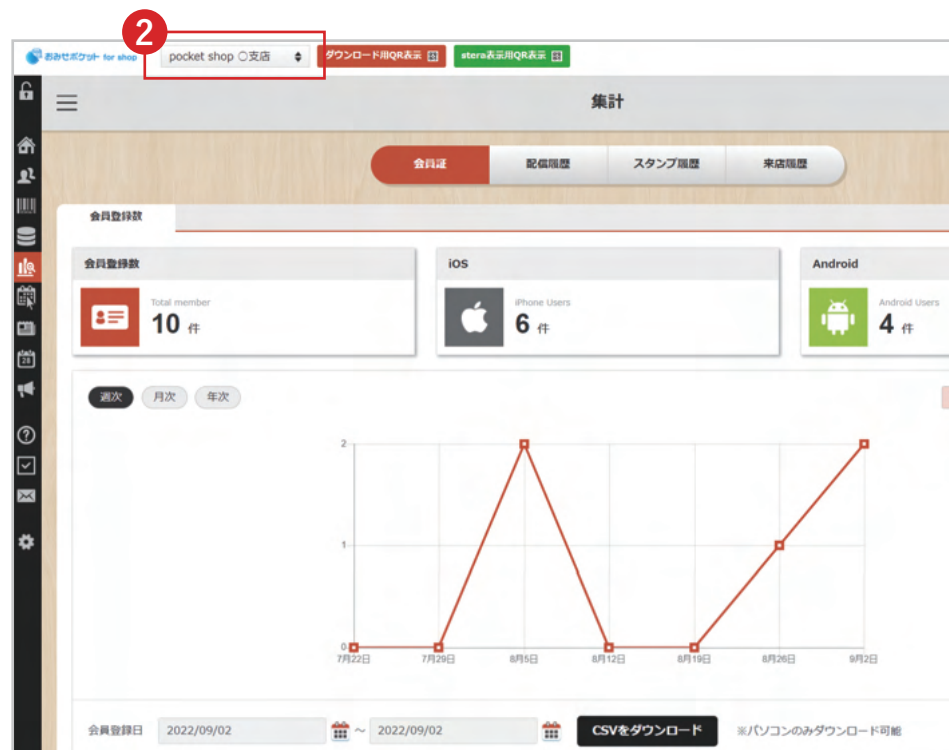 2
おみせポケット for shop pocket shop 〇支店 ダウンロード用QR表示 stera表示用QR表示
集計
会員証 配信履歴 スタンプ履歴 来店履歴
会員登録数
会員登録数 iOS Android
Total member iPhone Users Android Users
10 件 6 件 4 件
週次 月次 年次
2
1
0
7月22日 7月29日 8月5日 8月12日 8月19日 8月26日 9月2日
会員登録日 2022/09/02 ～ 2022/09/02 CSVをダウンロード ※パソコンのみダウンロード可能